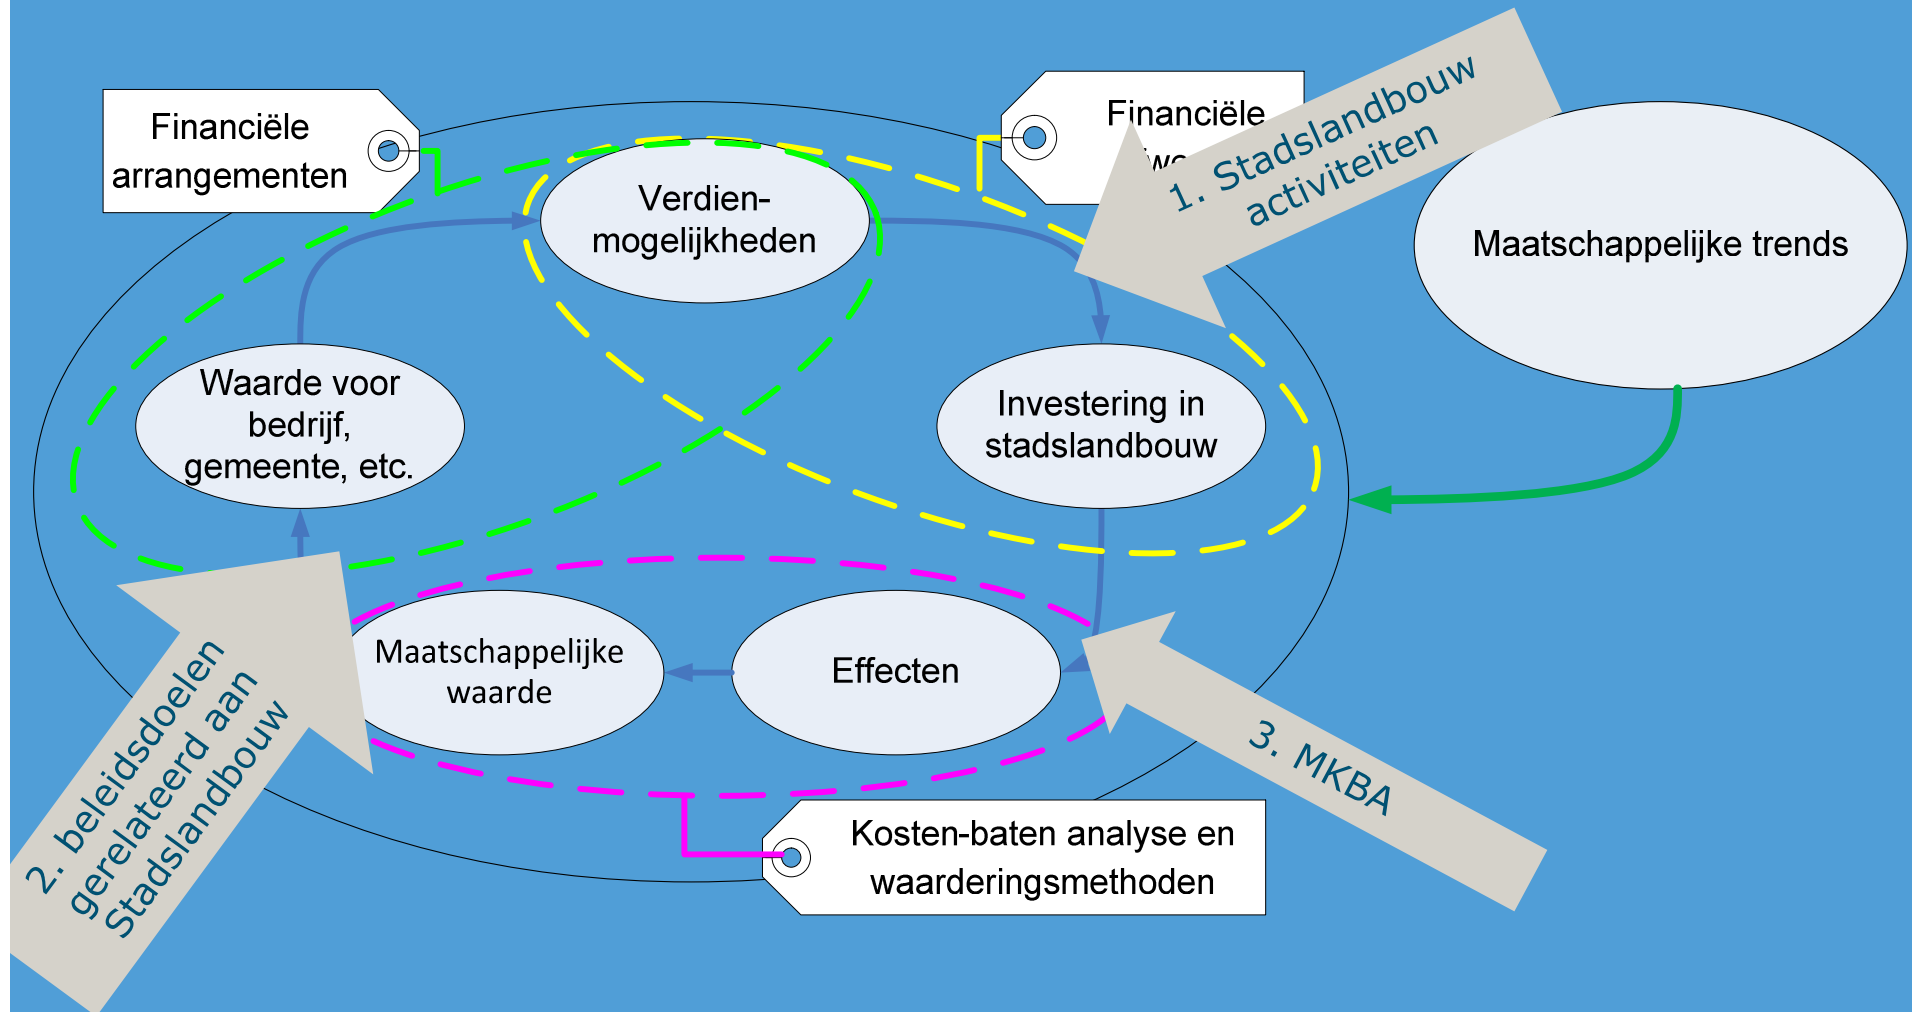 Financiële
arrangementen
Financiële
1. Stadslandbouw
activiteiten
Verdien-
mogelijkheden
Maatschappelijke trends
Waarde voor
bedrijf,
gemeente, etc.
Investering in
stadslandbouw
Maatschappelijke
waarde
Effecten
2. beleidsdoelen
gerelateerd aan
Stadslandbouw
3. MKBA
Kosten-baten analyse en
waarderingsmethoden